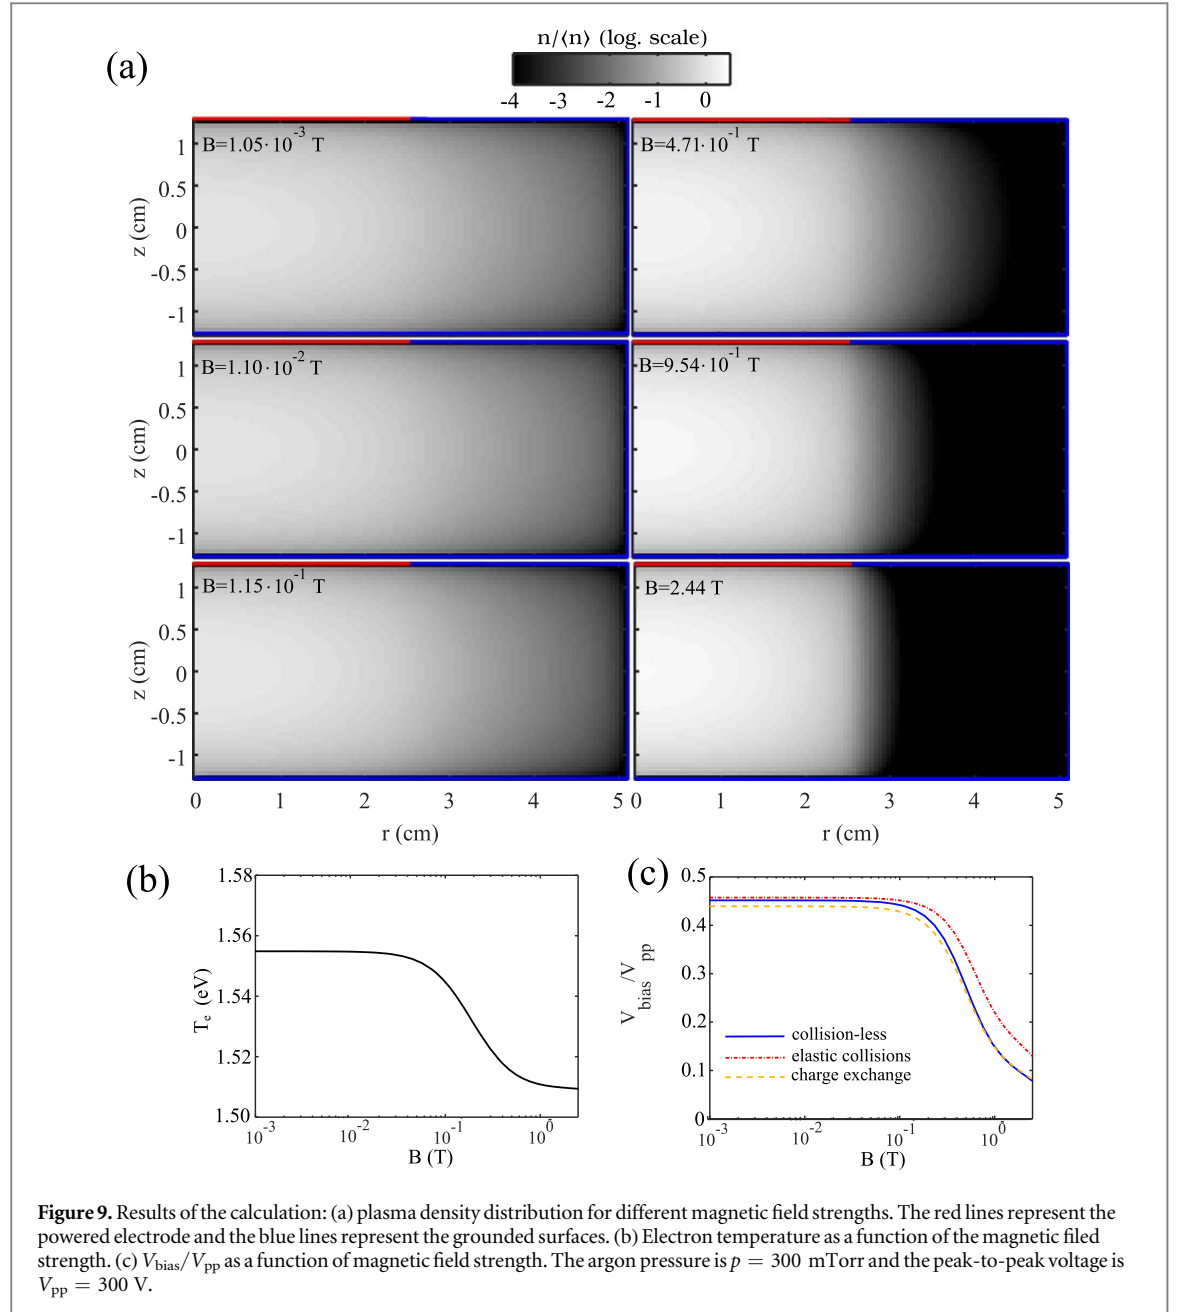 n/⟨n⟩ (log. scale)
(a)
-4 -3 -2 -1 0
B=1.05·10^-3 T
B=4.71·10^-1 T
1
0.5
0
-0.5
-1
z (cm)
B=1.10·10^-2 T
B=9.54·10^-1 T
1
0.5
0
-0.5
-1
z (cm)
B=1.15·10^-1 T
B=2.44 T
1
0.5
0
-0.5
-1
z (cm)
0 1 2 3 4 5 0 1 2 3 4 5
r (cm) r (cm)
(b)
1.58
1.56
1.54
1.52
1.50
T_e (eV)
10^-3 10^-2 10^-1 10^0
B (T)
(c)
0.5
0.4
0.3
0.2
0.1
0
V_bias/V_pp
collision-less
elastic collisions
charge exchange
10^-3 10^-2 10^-1 10^0
B (T)
Figure 9. Results of the calculation: (a) plasma density distribution for different magnetic field strengths. The red lines represent the
powered electrode and the blue lines represent the grounded surfaces. (b) Electron temperature as a function of the magnetic filed
strength. (c) V_bias/V_pp as a function of magnetic field strength. The argon pressure is p = 300 mTorr and the peak-to-peak voltage is
V_pp = 300 V.